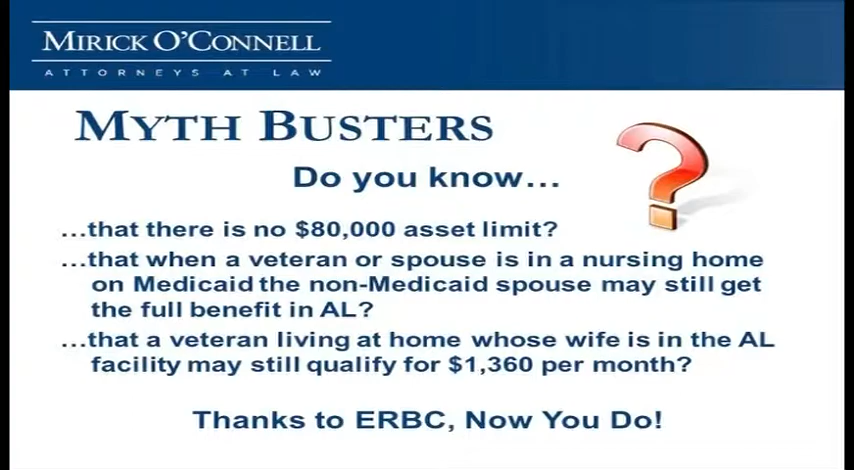 MIRICK O'CONNELL
ATTORNEYS AT LAW
MYTH BUSTERS
Do you know...
...that there is no $80,000 asset limit?
...that when a veteran or spouse is in a nursing home
on Medicaid the non-Medicaid spouse may still get
the full benefit in AL?
...that a veteran living at home whose wife is in the AL
facility may still qualify for $1,360 per month?
Thanks to ERBC, Now You Do!